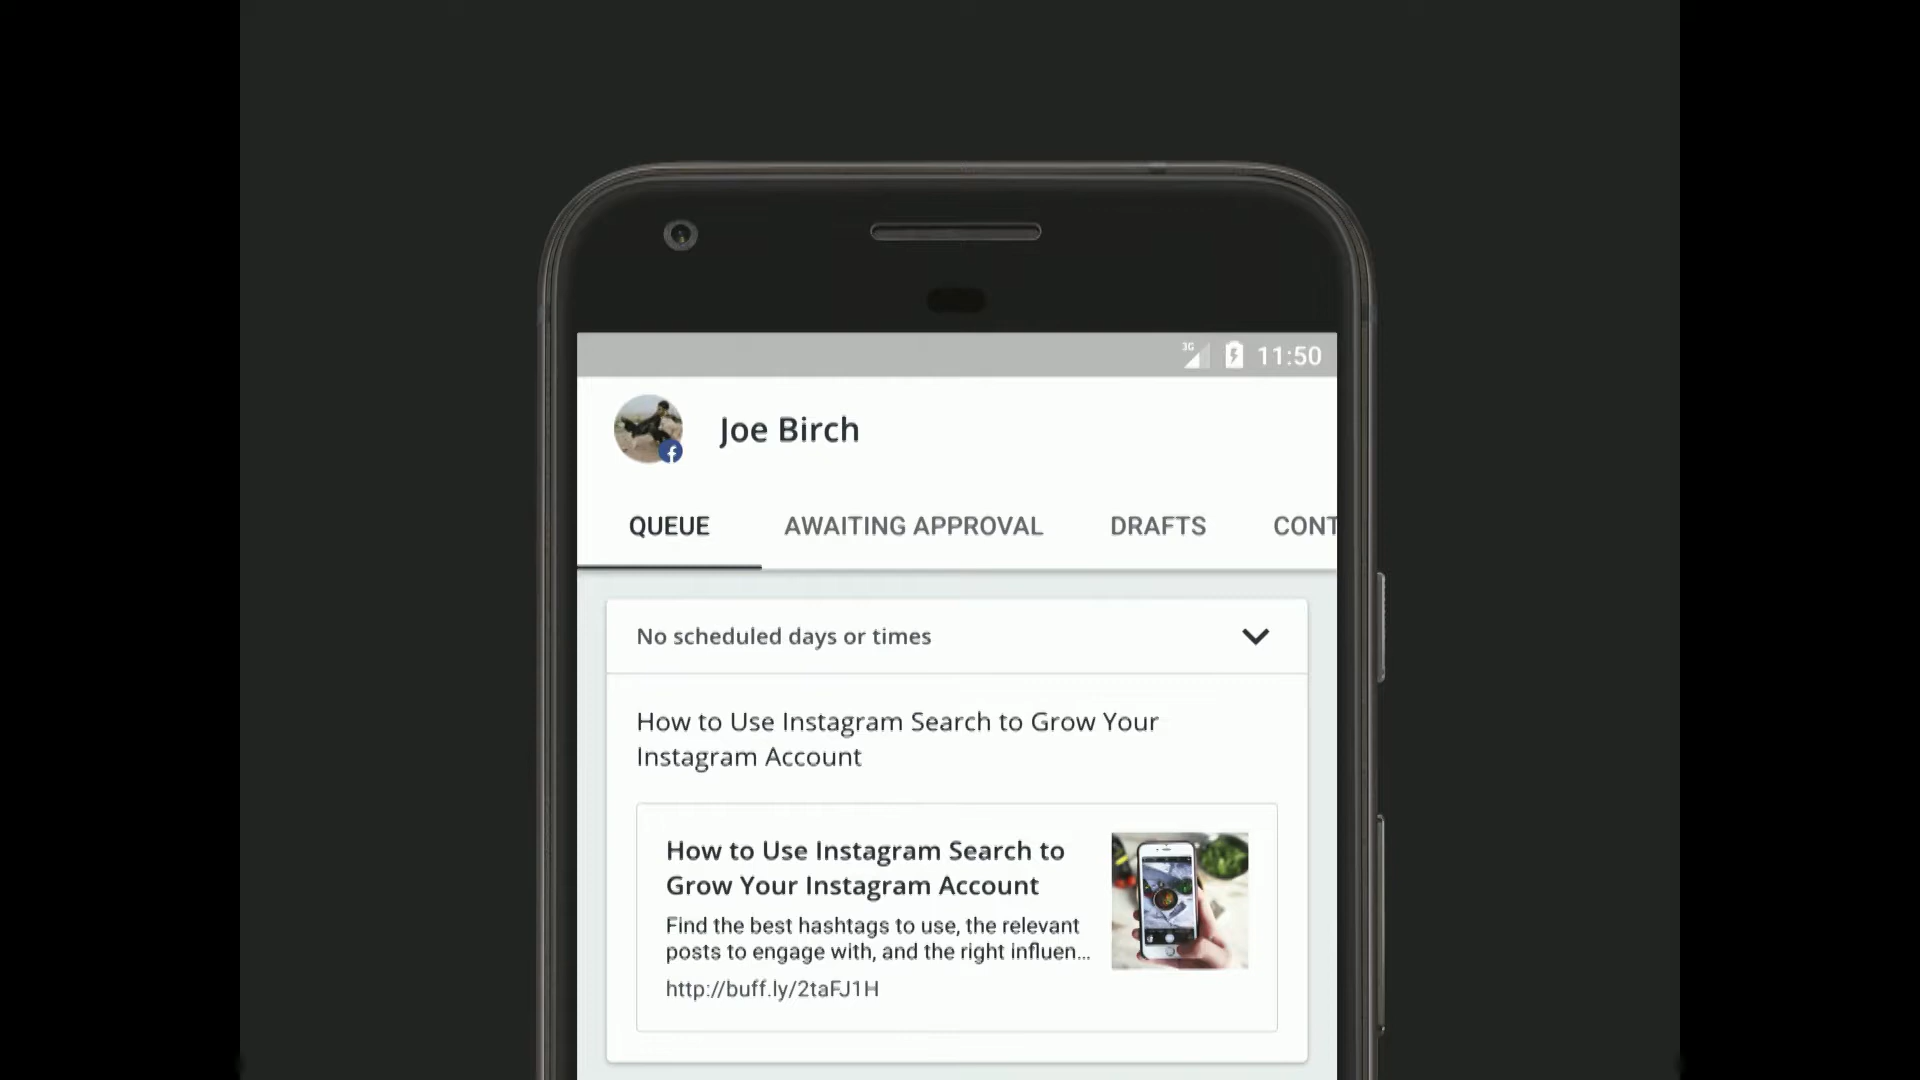 3G 11:50
Joe Birch
QUEUE AWAITING APPROVAL DRAFTS CONT
No scheduled days or times
How to Use Instagram Search to Grow Your
Instagram Account
How to Use Instagram Search to
Grow Your Instagram Account
Find the best hashtags to use, the relevant
posts to engage with, and the right influen...
http://buff.ly/2taFJ1H